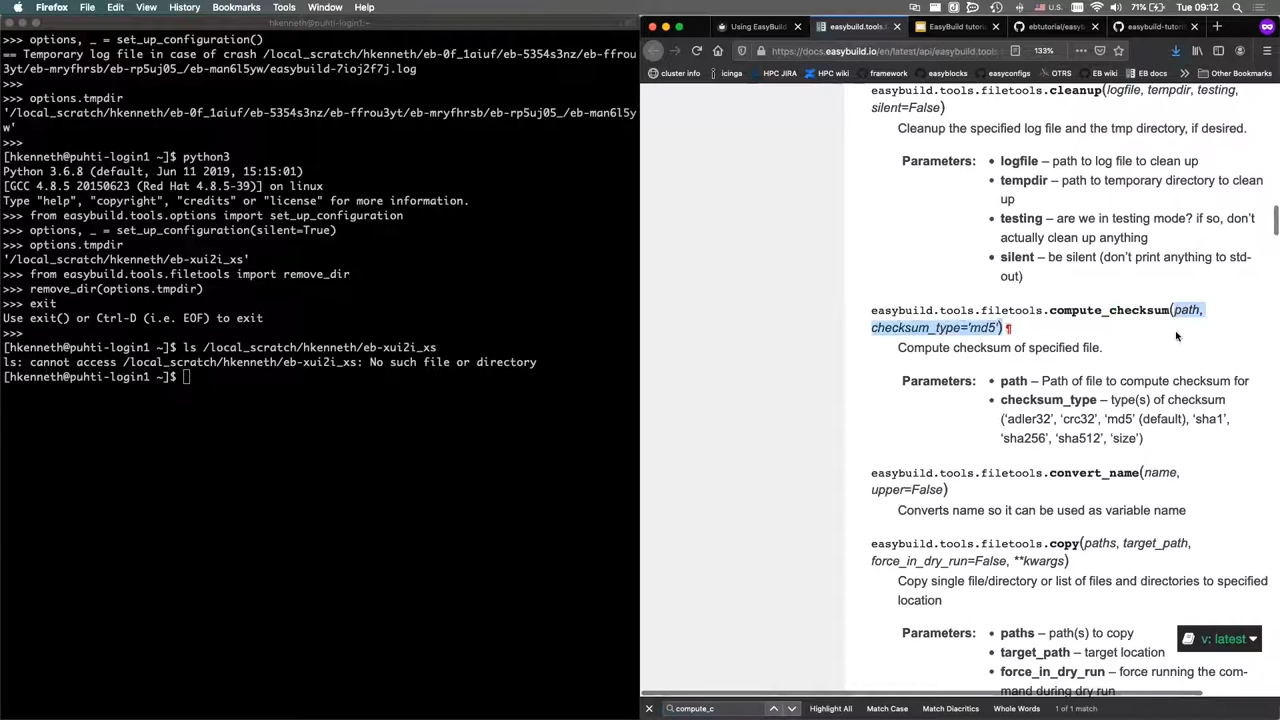 Firefox File Edit View History Bookmarks Tools Window Help
U.S. 71% Tue 09:12
hkenneth@puhti-login1:~
>>> options, _ = set_up_configuration()
== Temporary log file in case of crash /local_scratch/hkenneth/eb-0f_1aiuf/eb-5354s3nz/eb-ffrou
3yt/eb-mryfhrsb/eb-rp5uj05_/eb-man6l5yw/easybuild-7ioj2f7j.log
>>>
>>> options.tmpdir
'/local_scratch/hkenneth/eb-0f_1aiuf/eb-5354s3nz/eb-ffrou3yt/eb-mryfhrsb/eb-rp5uj05_/eb-man6l5y
w'
>>>
[hkenneth@puhti-login1 ~]$ python3
Python 3.6.8 (default, Jun 11 2019, 15:15:01)
[GCC 4.8.5 20150623 (Red Hat 4.8.5-39)] on linux
Type "help", "copyright", "credits" or "license" for more information.
>>> from easybuild.tools.options import set_up_configuration
>>> options, _ = set_up_configuration(silent=True)
>>> options.tmpdir
'/local_scratch/hkenneth/eb-xui2i_xs'
>>> from easybuild.tools.filetools import remove_dir
>>> remove_dir(options.tmpdir)
>>> exit
Use exit() or Ctrl-D (i.e. EOF) to exit
>>>
[hkenneth@puhti-login1 ~]$ ls /local_scratch/hkenneth/eb-xui2i_xs
ls: cannot access /local_scratch/hkenneth/eb-xui2i_xs: No such file or directory
[hkenneth@puhti-login1 ~]$
Using EasyBuild easybuild.tools. EasyBuild tutoria ebtutorial/easyb easybuild-tutoria
https://docs.easybuild.io/en/latest/api/easybuild.tools 133%
cluster info icinga HPC JIRA HPC wiki framework easyblocks easyconfigs OTRS EB wiki EB docs Other Bookmarks
easybuild.tools.filetools.cleanup(logfile, tempdir, testing,
silent=False)
Cleanup the specified log file and the tmp directory, if desired.
Parameters: • logfile – path to log file to clean up
• tempdir – path to temporary directory to clean
up
• testing – are we in testing mode? if so, don't
actually clean up anything
• silent – be silent (don't print anything to std-
out)
easybuild.tools.filetools.compute_checksum(path,
checksum_type='md5')¶
Compute checksum of specified file.
Parameters: • path – Path of file to compute checksum for
• checksum_type – type(s) of checksum
('adler32', 'crc32', 'md5' (default), 'sha1',
'sha256', 'sha512', 'size')
easybuild.tools.filetools.convert_name(name,
upper=False)
Converts name so it can be used as variable name
easybuild.tools.filetools.copy(paths, target_path,
force_in_dry_run=False, **kwargs)
Copy single file/directory or list of files and directories to specified
location
Parameters: • paths – path(s) to copy
• target_path – target location
• force_in_dry_run – force running the com-
mand during dry run
v: latest
compute_c Highlight All Match Case Match Diacritics Whole Words 1 of 1 match